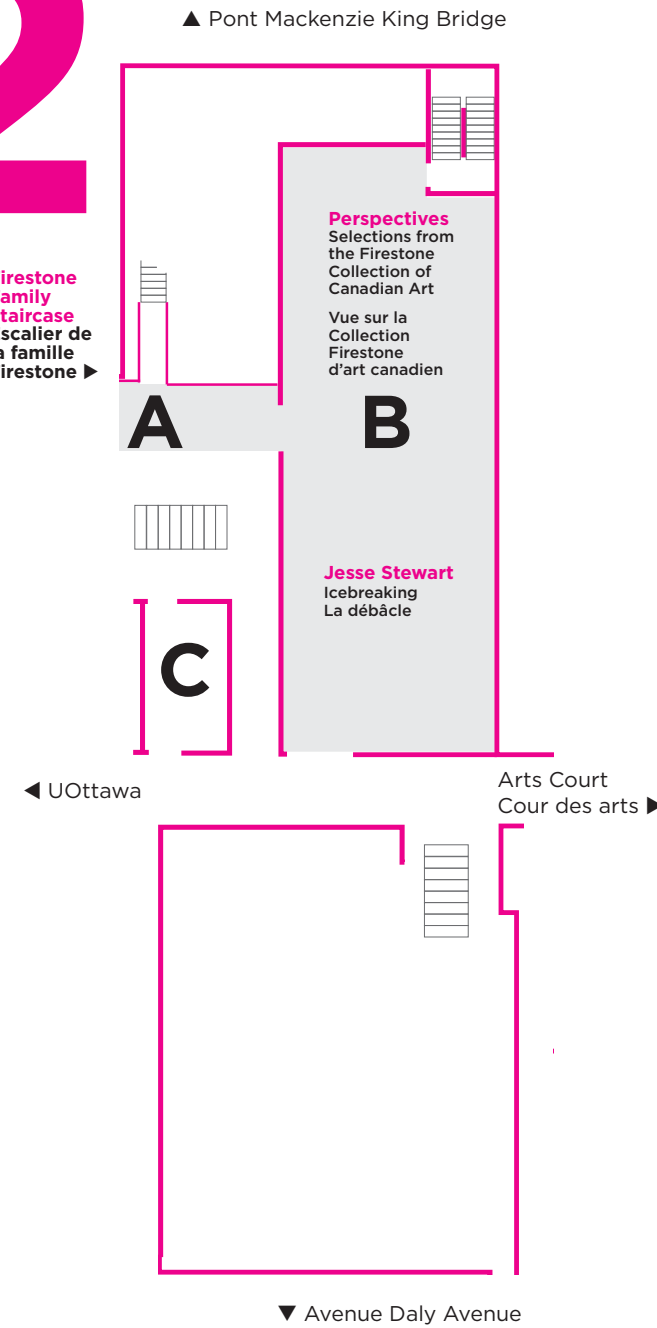 2
▲ Pont Mackenzie King Bridge
Perspectives
Selections from
the Firestone
Collection of
Canadian Art
Vue sur la
Collection
Firestone
d'art canadien
irestone
amily
taircase
scalier de
a famille
irestone ▶
A
B
Jesse Stewart
Icebreaking
La débâcle
C
◀ UOttawa
Arts Court
Cour des arts ▶
▼ Avenue Daly Avenue